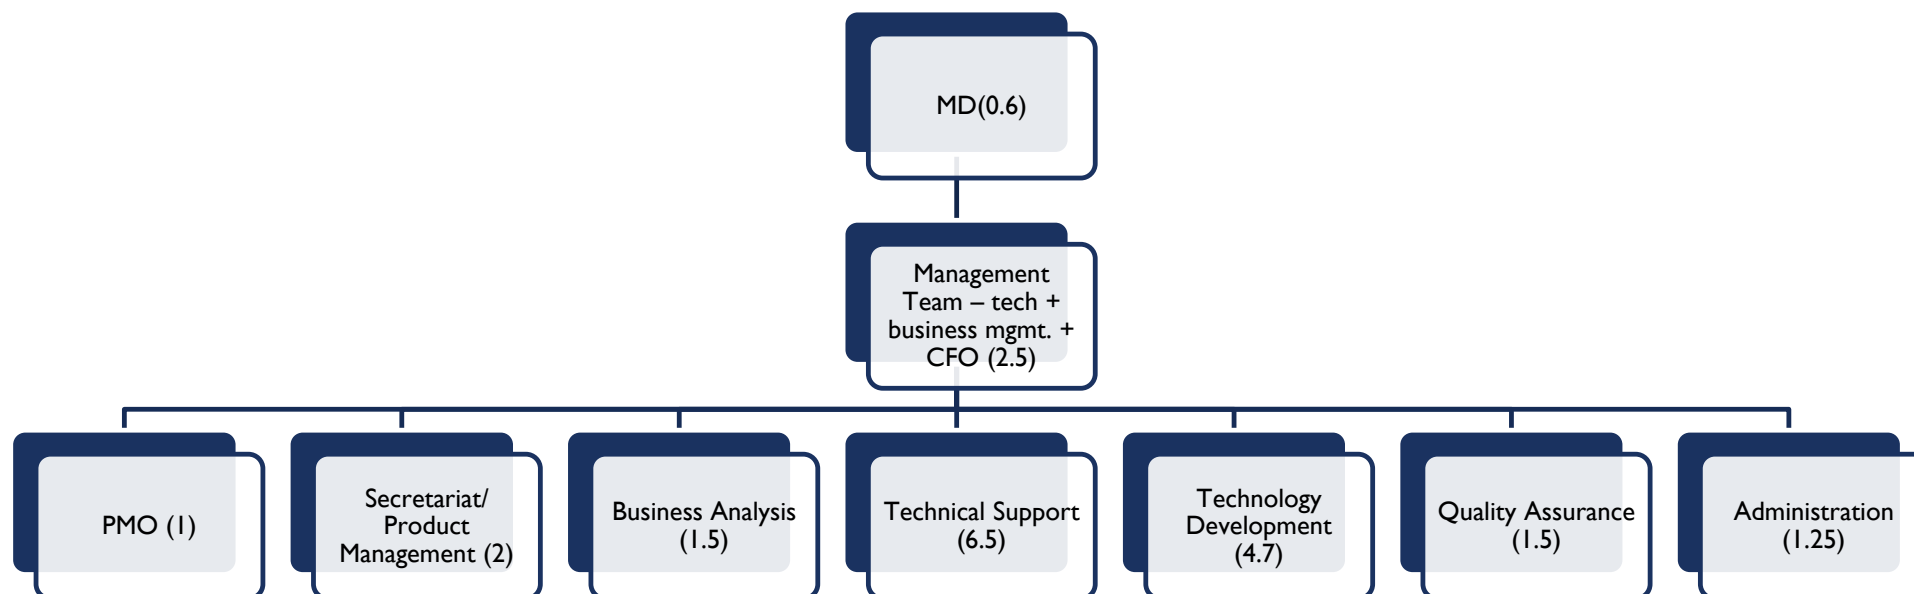 MD(0.6)
Management
Team – tech +
business mgmt. +
CFO (2.5)
PMO (1)
Secretariat/
Product
Management (2)
Business Analysis
(1.5)
Technical Support
(6.5)
Technology
Development
(4.7)
Quality Assurance
(1.5)
Administration
(1.25)